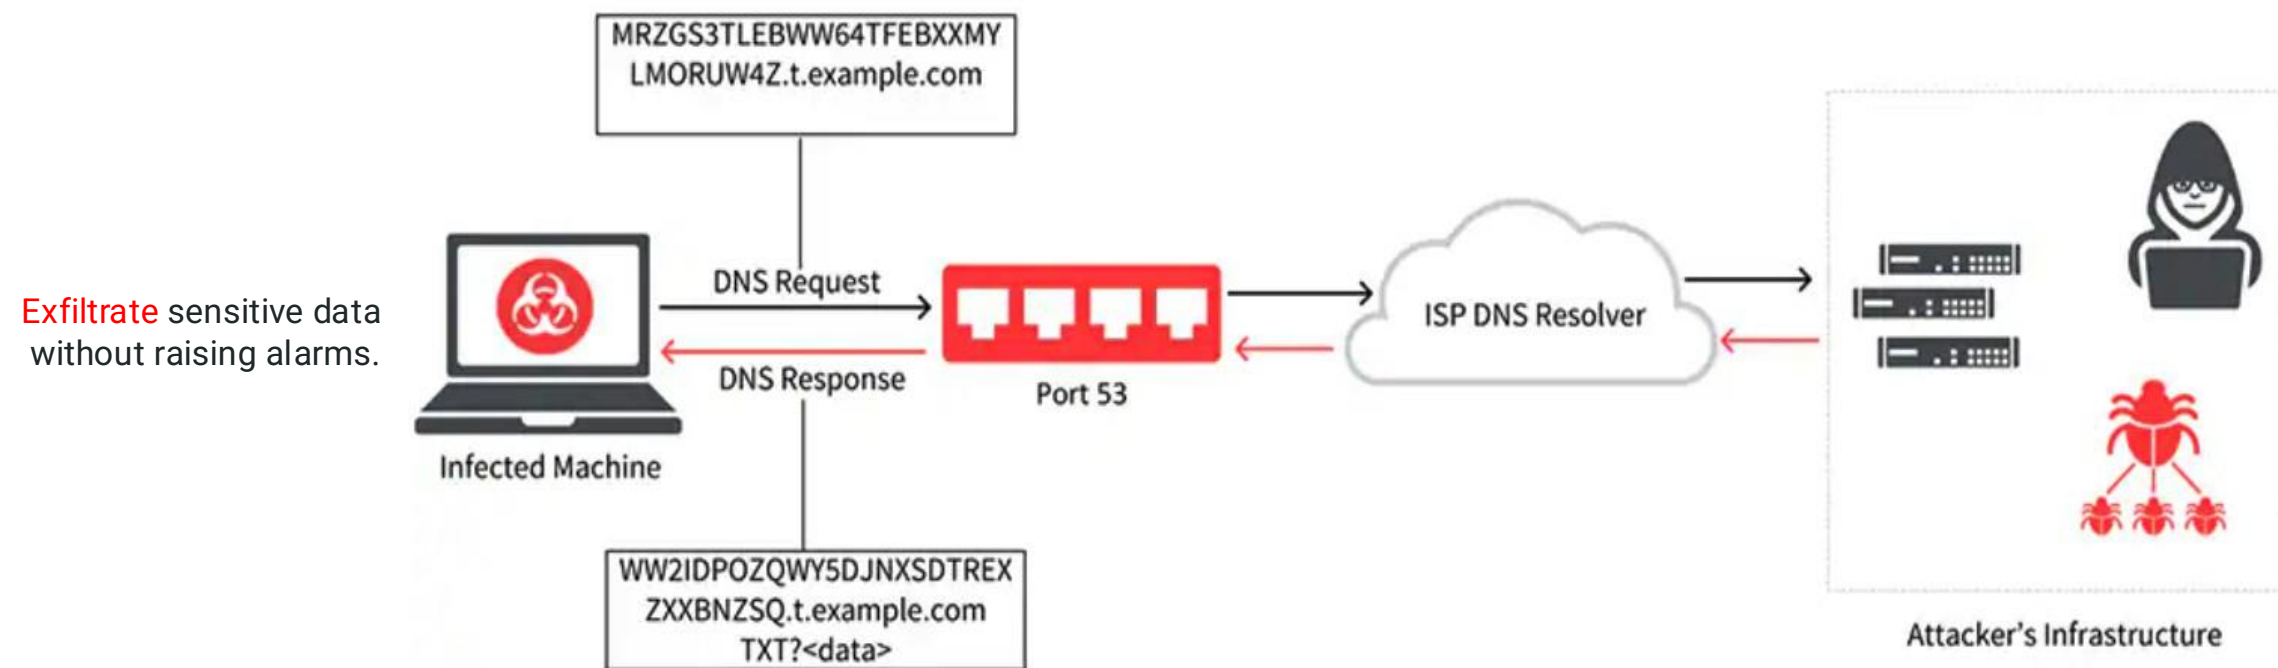 MRZGS3TLEBWW64TFEBXXMY
LMORUW4Z.t.example.com
DNS Request
Exfiltrate sensitive data
without raising alarms.
ISP DNS Resolver
DNS Response
Port 53
Infected Machine
WW2IDPOZQWY5DJNXSDTREX
ZXXBNZSQ.t.example.com
TXT?<data>
Attacker's Infrastructure